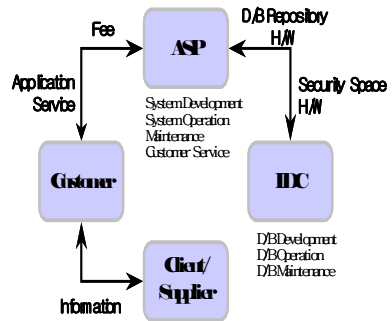 Fee
ASP
D/B Repository
H/W
Application
Service
System Development
System Operation
Maintenance
Customer Service
Security Space
H/W
Customer
IDC
Client/
Supplier
D/B Development
D/B Operation
D/B Maintenance
Information